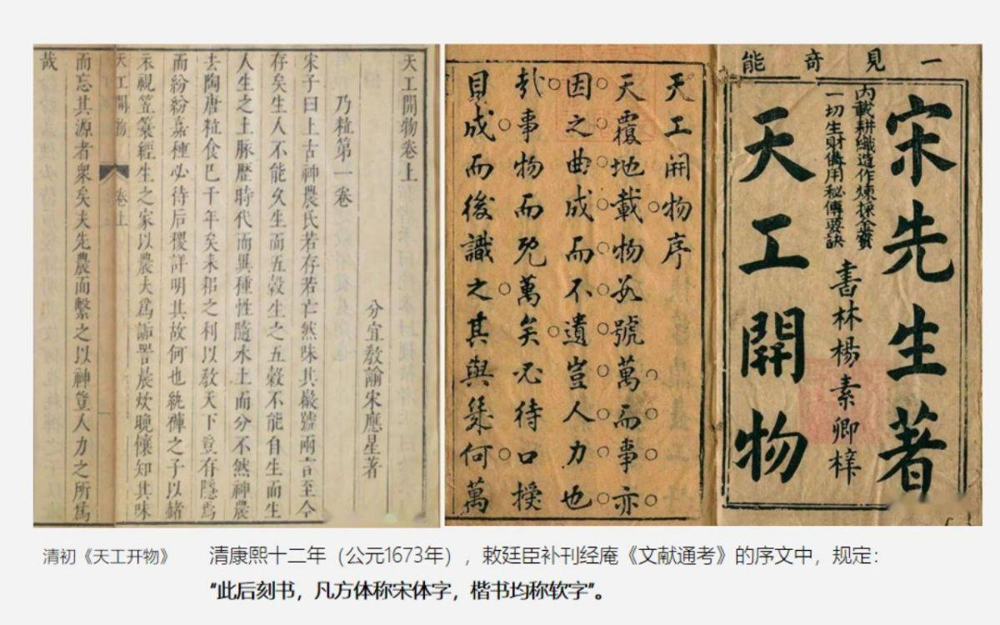 天工開物卷上
分宜教諭宋應星著
乃粒第一卷
宋子曰上古神農氏若存若亡然味其徽號兩言至今
存矣生人不能久生而五穀生之五穀不能自生而生
人生之土脈歷時代而異種性隨水土而分不然神農
去陶唐粒食已千年矣耒耜之利以教天下豈有隱焉
而紛紛嘉種必待后稷詳明其故何也紈褲之子以赭
衣視笠蓑經生之家以農夫爲詬詈晨炊晚饟知其味
天工開物 卷上
而忘其源者眾矣夫先農而繫之以神豈人力之所爲
哉
一見奇能
宋先生著
內載耕織造作煉採金寶
一切生財備用秘傳要訣
書林楊素卿梓
天工開物
天工開物序
天覆地載物数號萬而事亦
因之曲成而不遺豈人力也
哉事物而既萬矣必待口授
目成而後識之其與幾何萬
清初《天工开物》
清康熙十二年（公元1673年），敕廷臣补刊经庵《文献通考》的序文中，规定：
“此后刻书，凡方体称宋体字，楷书均称软字”。